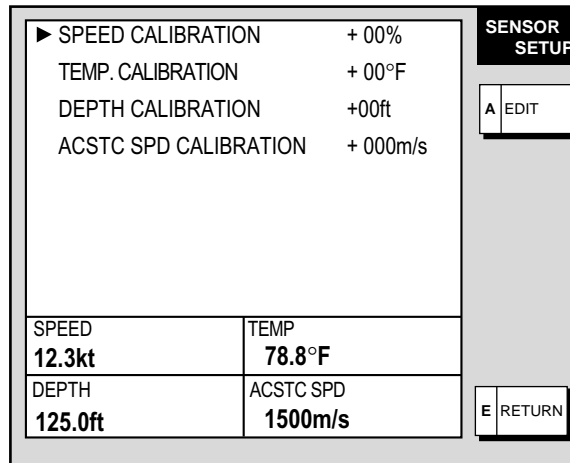 ▶ SPEED CALIBRATION + 00%
TEMP. CALIBRATION + 00°F
DEPTH CALIBRATION +00ft
ACSTC SPD CALIBRATION + 000m/s
SENSOR
SETUP
A EDIT
SPEED
12.3kt
TEMP
78.8°F
DEPTH
125.0ft
ACSTC SPD
1500m/s
E RETURN